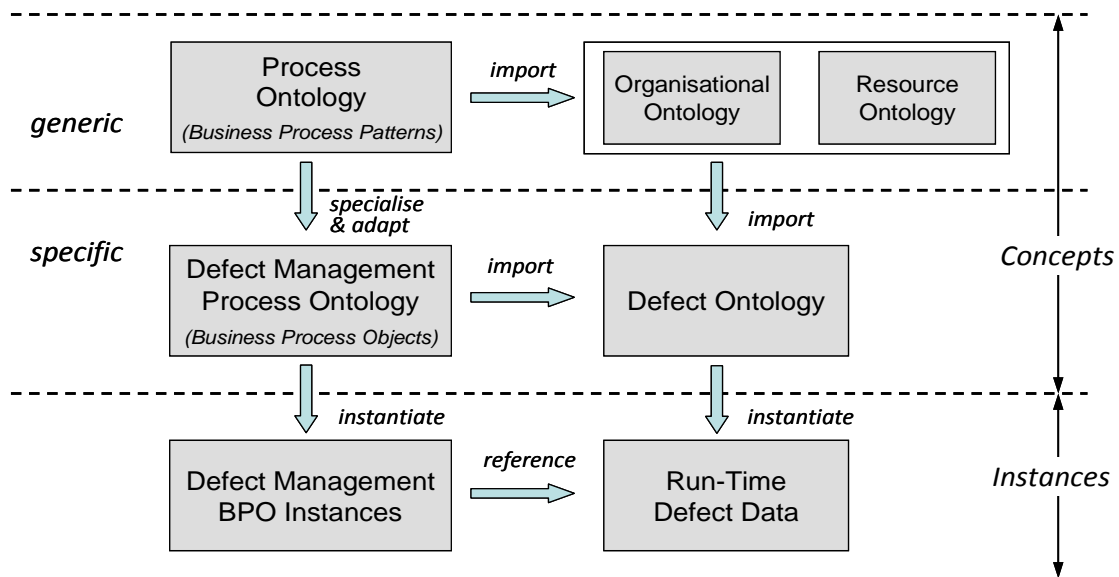 Process
Ontology
(Business Process Patterns)
import
Organisational
Ontology
Resource
Ontology
generic
specialise
& adapt
import
specific
Defect Management
Process Ontology
(Business Process Objects)
import
Defect Ontology
Concepts
instantiate
instantiate
Defect Management
BPO Instances
reference
Run-Time
Defect Data
Instances